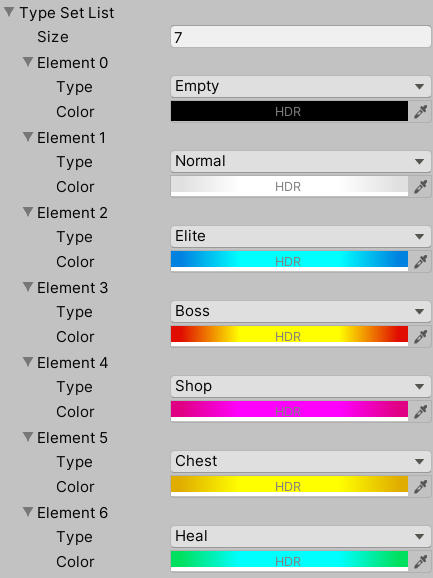 Type Set List
Size 7
Element 0
Type Empty
Color HDR
Element 1
Type Normal
Color HDR
Element 2
Type Elite
Color HDR
Element 3
Type Boss
Color HDR
Element 4
Type Shop
Color HDR
Element 5
Type Chest
Color HDR
Element 6
Type Heal
Color HDR